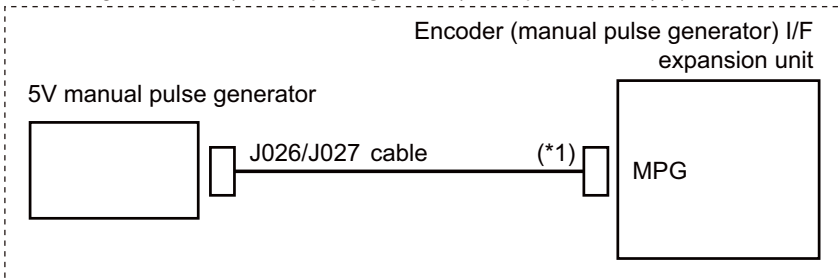 Encoder (manual pulse generator) I/F
expansion unit
5V manual pulse generator
J026/J027 cable
(*1)
MPG